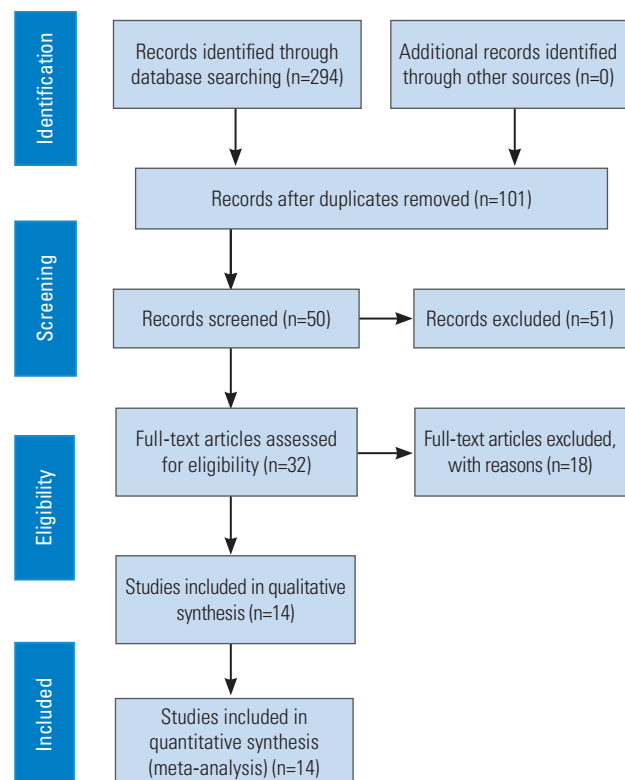 Identification
Records identified through
database searching (n=294)
Additional records identified
through other sources (n=0)
Records after duplicates removed (n=101)
Screening
Records screened (n=50)
Records excluded (n=51)
Eligibility
Full-text articles assessed
for eligibility (n=32)
Full-text articles excluded,
with reasons (n=18)
Studies included in qualitative
synthesis (n=14)
Included
Studies included in
quantitative synthesis
(meta-analysis) (n=14)